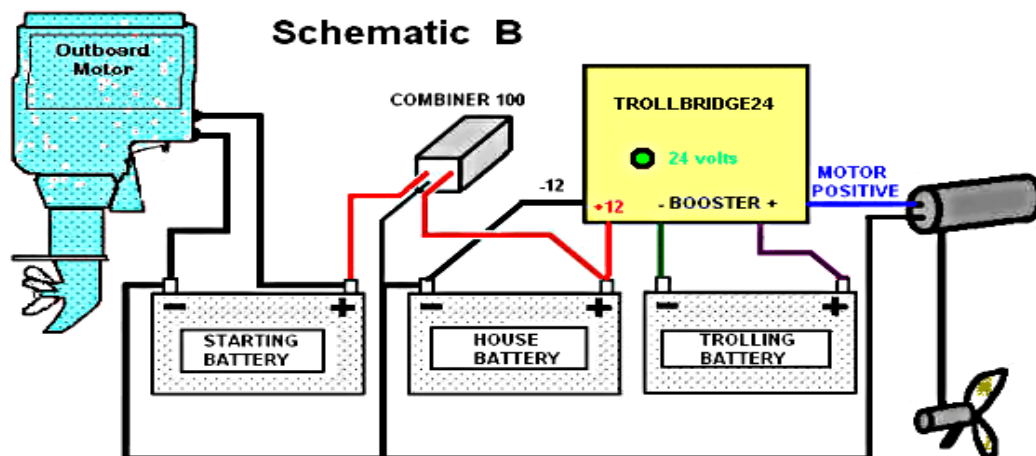 Schematic B
Outboard
Motor
COMBINER 100
TROLLBRIDGE24
24 volts
-12
+12
- BOOSTER +
MOTOR
POSITIVE
- +
- +
- +
STARTING
BATTERY
HOUSE
BATTERY
TROLLING
BATTERY